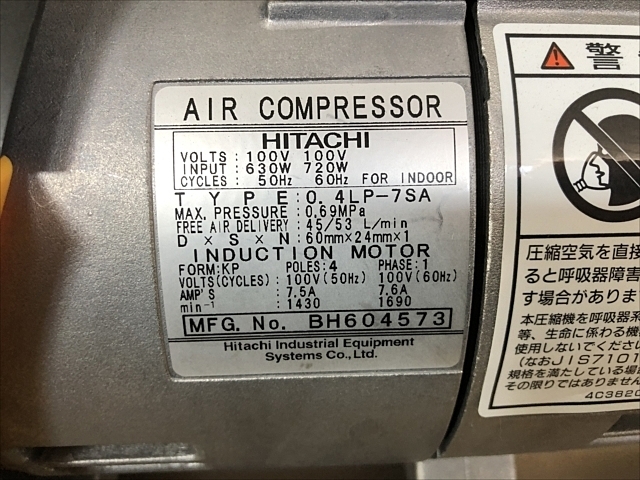 AIR COMPRESSOR
HITACHI
VOLTS : 100V 100V
INPUT : 630W 720W
CYCLES : 50Hz 60Hz FOR INDOOR
TYPE : 0.4LP-7SA
MAX. PRESSURE : 0.69MPa
FREE AIR DELIVERY : 45/53 L/min
D×S×N : 60mm×24mm×1
INDUCTION MOTOR
FORM : KP POLES : 4 PHASE : 1
VOLTS(CYCLES) : 100V(50Hz) 100V(60Hz)
AMP'S : 7.5A 7.6A
min⁻¹ : 1430 1690
MFG. No. BH604573
Hitachi Industrial Equipment
Systems Co., Ltd.
警
圧縮空気を直接
ると呼吸器障害
す場合がありま
本圧縮機を呼吸器系
等、生命に係わる機
使用しないでください
(なおJIS7101
規格を満たしている場合
その限りではありません
4C3820